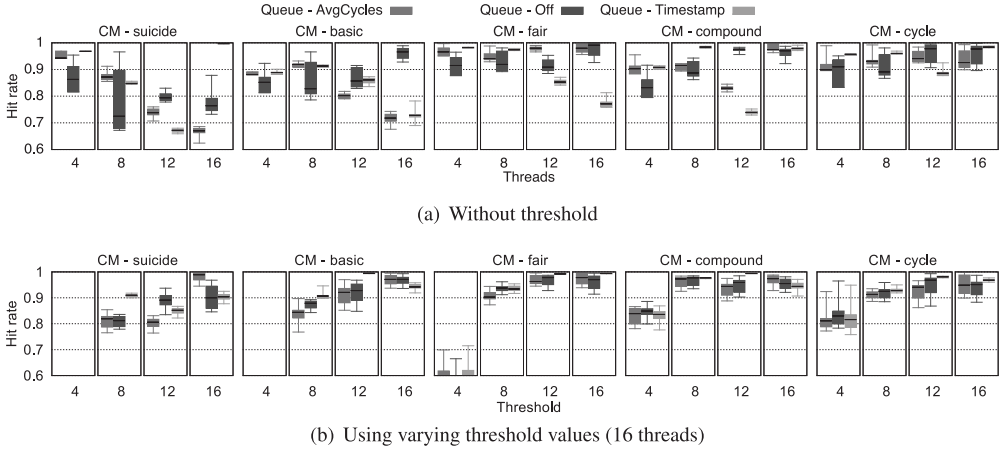 Queue - AvgCycles Queue - Off Queue - Timestamp
CM - suicide CM - basic CM - fair CM - compound CM - cycle
1
0.9
0.8
0.7
0.6
Hit rate
4 8 12 16 4 8 12 16 4 8 12 16 4 8 12 16 4 8 12 16
Threads
(a) Without threshold
CM - suicide CM - basic CM - fair CM - compound CM - cycle
1
0.9
0.8
0.7
0.6
Hit rate
4 8 12 16 4 8 12 16 4 8 12 16 4 8 12 16 4 8 12 16
Threshold
(b) Using varying threshold values (16 threads)